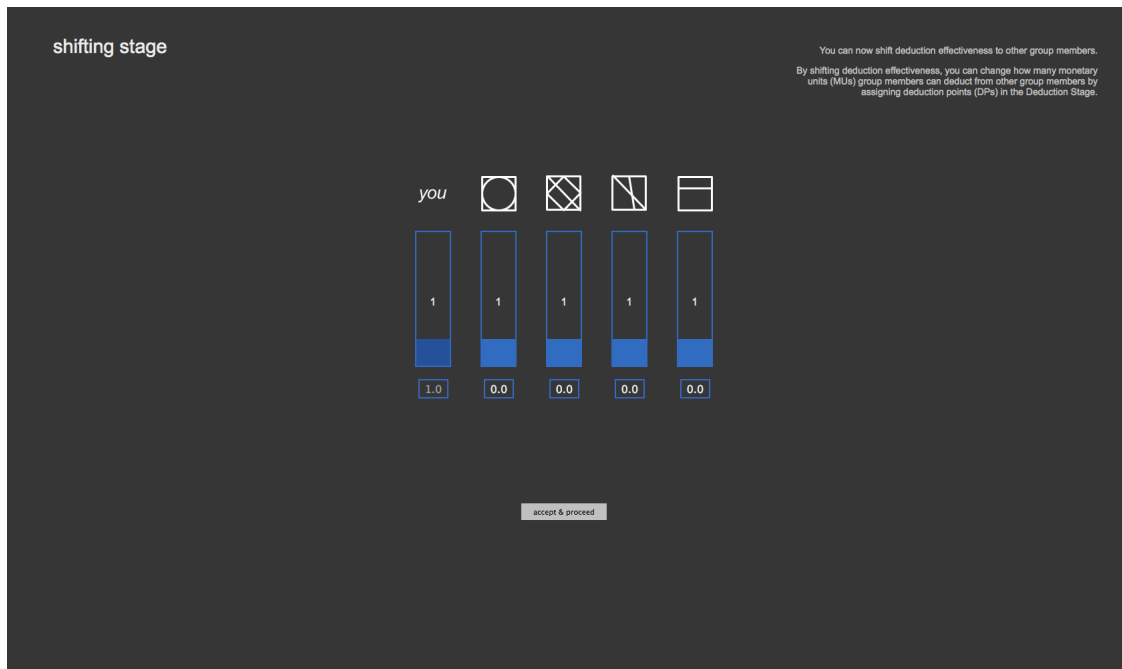 shifting stage
You can now shift deduction effectiveness to other group members.
By shifting deduction effectiveness, you can change how many monetary
units (MUs) group members can deduct from other group members by
assigning deduction points (DPs) in the Deduction Stage.
you
1 1 1 1 1
1.0 0.0 0.0 0.0 0.0
accept & proceed